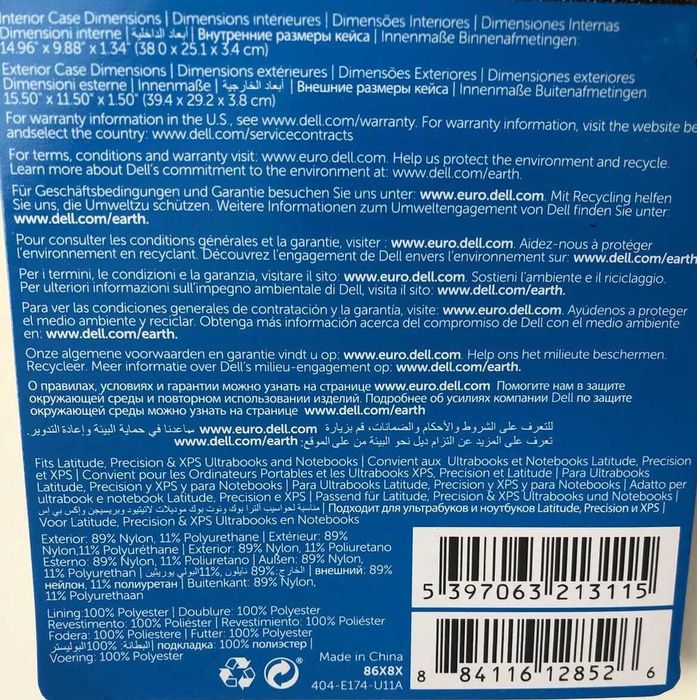 Interior Case Dimensions | Dimensions intérieures | Dimensões Interiores | Dimensiones Internas
Dimensioni interne | أبعاد الداخلية | Внутренние размеры кейса | Innenmaße Binnenafmetingen:
14.96" x 9.88" x 1.34" (38.0 x 25.1 x 3.4 cm)
Exterior Case Dimensions | Dimensions extérieures | Dimensões Exteriores | Dimensiones exteriores
Dimensioni esterne | Innenmaße | أبعاد الخارجية | Внешние размеры кейса | Innenmaße Buitenafmetingen:
15.50" x 11.50" x 1.50" (39.4 x 29.2 x 3.8 cm)
For warranty information in the U.S., see www.dell.com/warranty. For warranty information, visit the website be
andselect the country: www.dell.com/servicecontracts
For terms, conditions and warranty visit: www.euro.dell.com. Help us protect the environment and recycle.
Learn more about Dell's commitment to the environment at: www.dell.com/earth.
Für Geschäftsbedingungen und Garantie besuchen Sie uns unter: www.euro.dell.com. Mit Recycling helfen
Sie uns, die Umweltzu schützen. Weitere Informationen zum Umweltengagement von Dell finden Sie unter:
www.dell.com/earth.
Pour consulter les conditions générales et la garantie, visiter : www.euro.dell.com. Aidez-nous à protéger
l'environnement en recyclant. Découvrez l'engagement de Dell envers l'environnement sur: www.dell.com/earth
Per i termini, le condizioni e la garanzia, visitare il sito: www.euro.dell.com. Sostieni l'ambiente e il riciclaggio.
Per ulteriori informazioni sull'impegno ambientale di Dell, visita il sito: www.dell.com/earth.
Para ver las condiciones generales de contratación y la garantía, visite: www.euro.dell.com. Ayúdenos a proteger
el medio ambiente y reciclar. Obtenga más información acerca del compromiso de Dell con el medio ambiente
en: www.dell.com/earth.
Onze algemene voorwaarden en garantie vindt u op: www.euro.dell.com. Help ons het milieute beschermen.
Recycleer. Meer informatie over Dell's milieu-engagement op: www.dell.com/earth.
О правилах, условиях и гарантии можно узнать на странице www.euro.dell.com Помогите нам в защите
окружающей среды и повторном использовании изделий. Подробнее об усилиях компании Dell по защите
окружающей среды можно узнать на странице www.dell.com/earth
للتعرف على الشروط والأحكام والضمانات، قم بزيارة www.euro.dell.com ساعدنا في حماية البيئة وإعادة التدوير.
تعرف على المزيد عن التزام ديل نحو البيئة من على الموقع: www.dell.com/earth
Fits Latitude, Precision & XPS Ultrabooks and Notebooks | Convient aux Ultrabooks et Notebooks Latitude, Precision
et XPS | Convient pour les Ordinateurs Portables et les Ultrabooks XPS, Precision et Latitude | Para Ultrabooks
Latitude, Precision y XPS y para Notebooks | Para Ultrabooks Latitude, Precision y XPS y para Notebooks | Adatto per
ultrabook e notebook Latitude, Precision e XPS | Passend für Latitude, Precision & XPS Ultrabooks und Notebooks |
مناسبة لحواسيب ألترا بوك ونوت بوك موديلات لاتيتيود وبريسيجن وإكس بي إس | Подходит для ультрабуков и ноутбуков Latitude, Precision и XPS |
Voor Latitude, Precision & XPS Ultrabooks en Notebooks
Exterior: 89% Nylon, 11% Polyurethane | Extérieur: 89%
Nylon,11% Polyuréthane | Exterior: 89% Nylon, 11% Poliuretano
Esterno: 89% Nylon, 11% Poliuretano | Außen: 89% Nylon,
11% Polyurethan | الخارج: 89% نايلون ,11% البولي يوريثين | внешний: 89%
нейлон, 11% полиуретан | Buitenkant: 89% Nylon,
11% Polyurethaan
Lining:100% Polyester | Doublure: 100% Polyester
Revestimento: 100% Poliéster | Revestimiento: 100% Poliéster
Fodera: 100% Poliestere | Futter: 100% Polyester
البطانة: 100% البوليستر | подкладка: 100% полиэстер |
Voering: 100% Polyester
Made in China
86X8X
404-E174-U11A
5 397063 213115
8 84116 12852 6